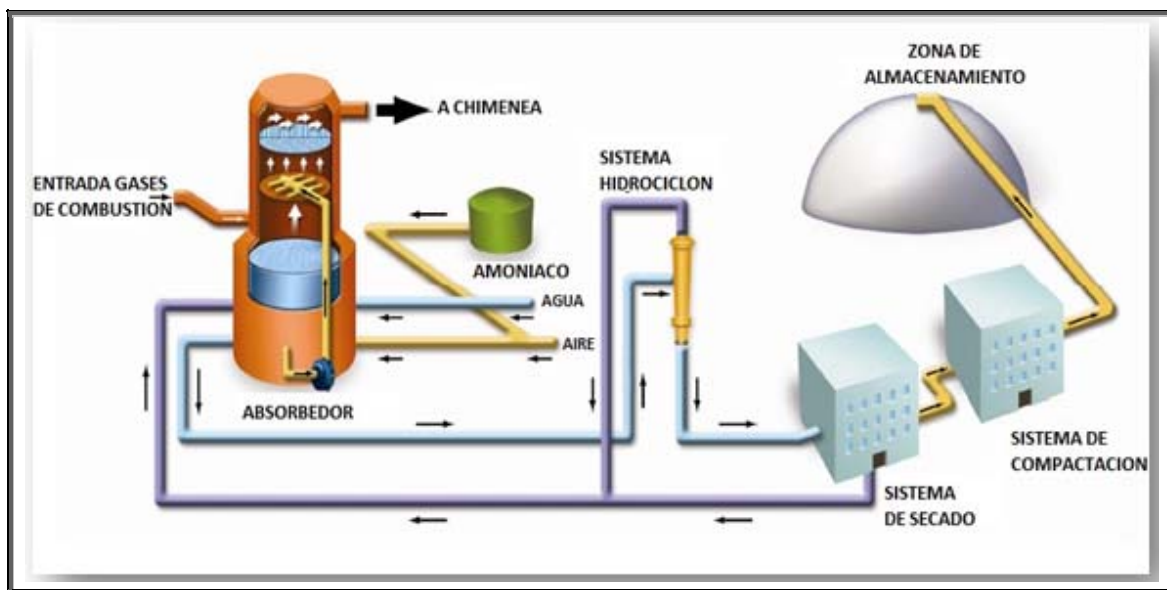 ZONA DE
ALMACENAMIENTO
A CHIMENEA
SISTEMA
HIDROCICLON
ENTRADA GASES
DE COMBUSTION
AMONIACO
AGUA
AIRE
ABSORBEDOR
SISTEMA DE
COMPACTACION
SISTEMA
DE SECADO